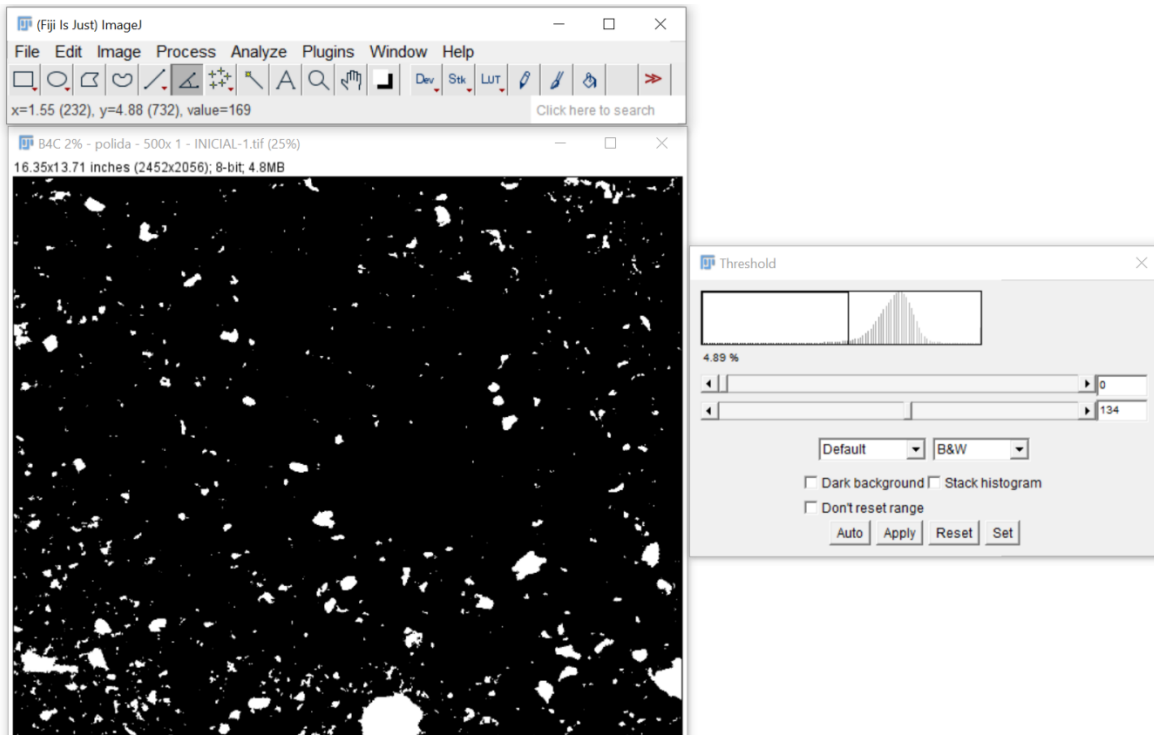 (Fiji Is Just) ImageJ
File Edit Image Process Analyze Plugins Window Help
Dev Stk LUT
x=1.55 (232), y=4.88 (732), value=169
Click here to search
B4C 2% - polida - 500x 1 - INICIAL-1.tif (25%)
16.35x13.71 inches (2452x2056); 8-bit; 4.8MB
Threshold
4.89 %
0
134
Default B&W
Dark background Stack histogram
Don't reset range
Auto Apply Reset Set